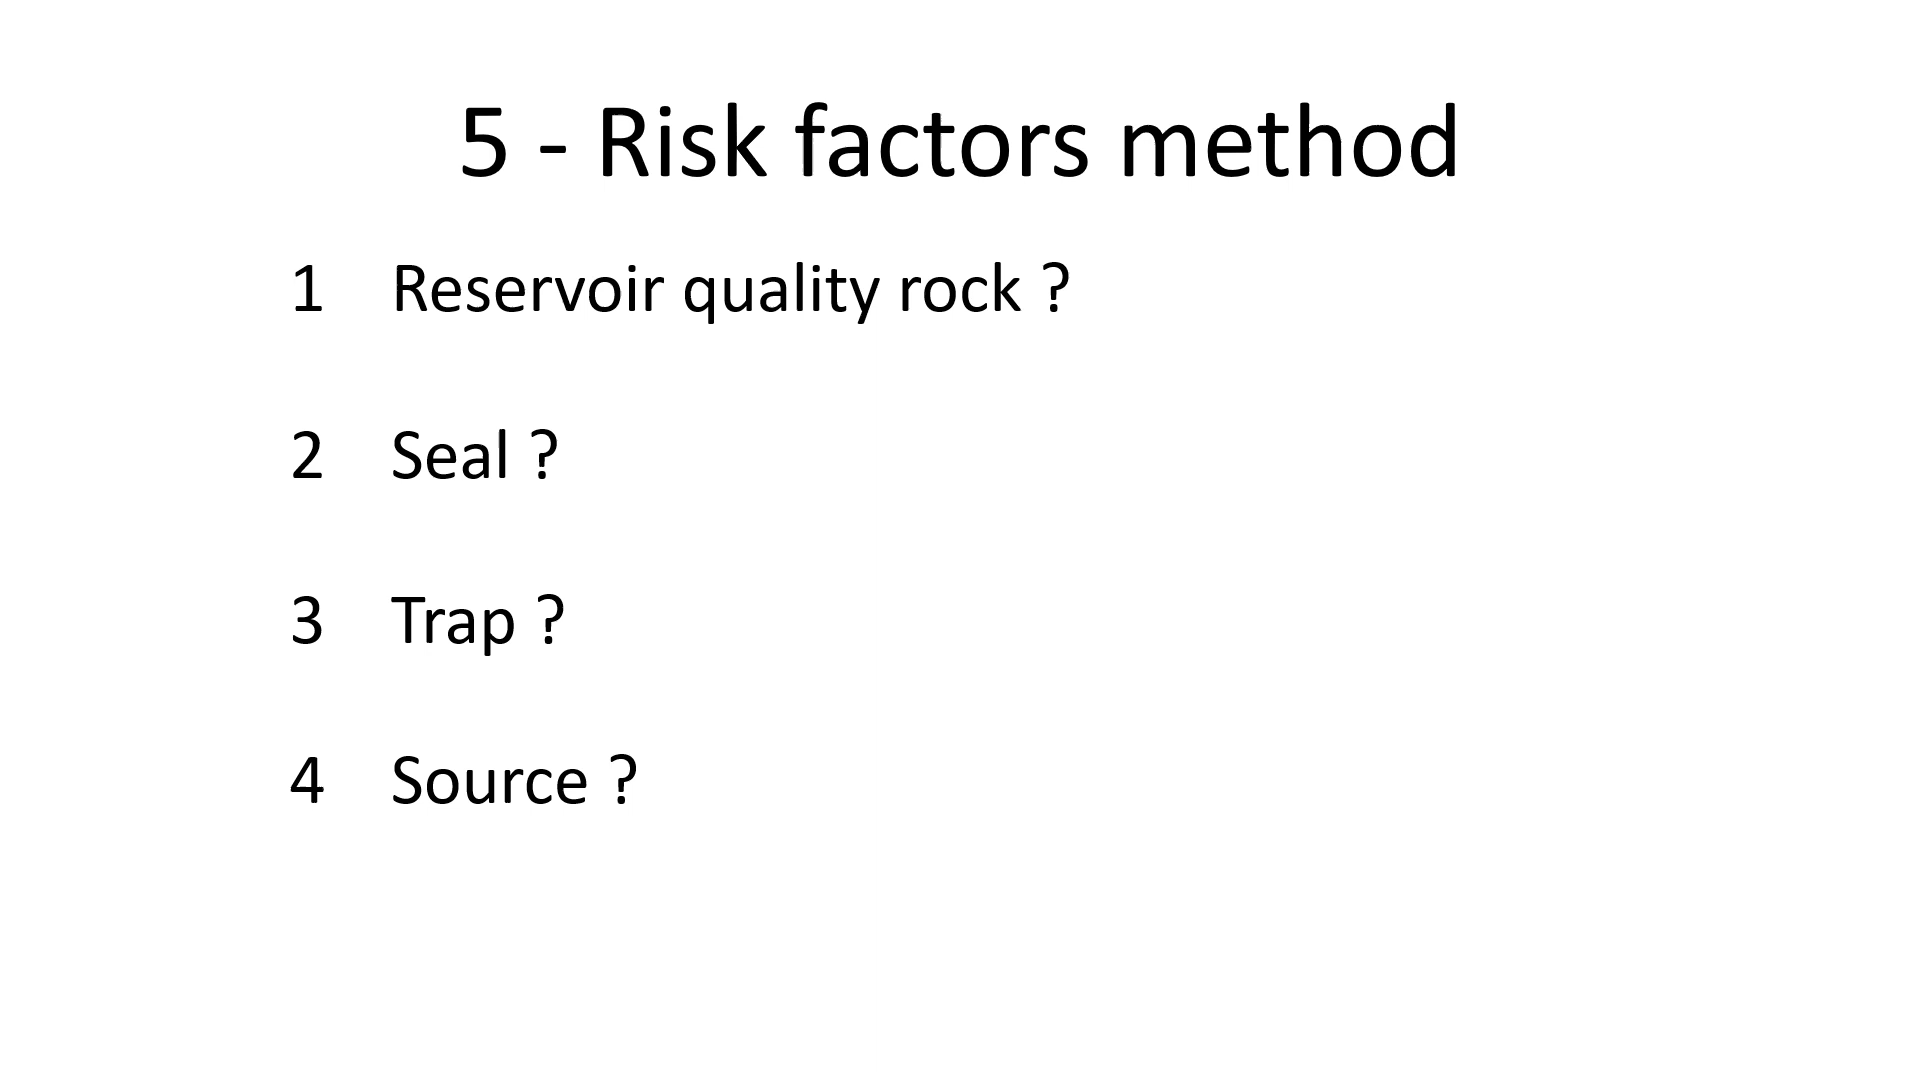 5 - Risk factors method
1 Reservoir quality rock ?
2 Seal ?
3 Trap ?
4 Source ?